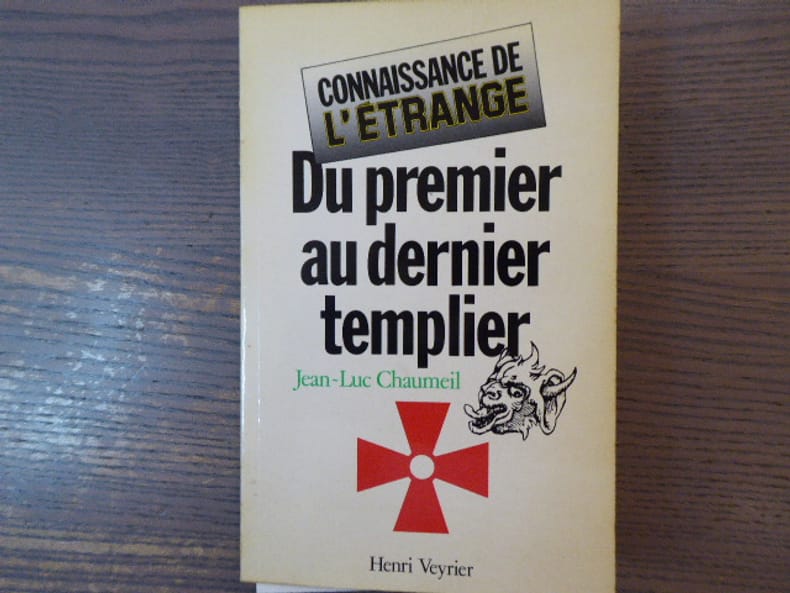 CONNAISSANCE DE
L'ÉTRANGE
Du premier
au dernier
templier
Jean-Luc Chaumeil
Henri Veyrier